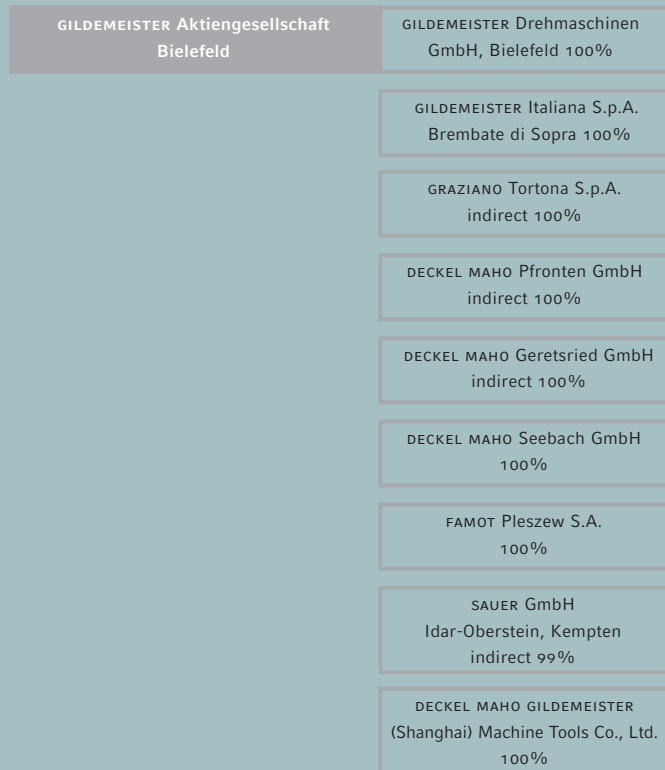 GILDEMEISTER Aktiengesellschaft
Bielefeld
GILDEMEISTER Drehmaschinen
GmbH, Bielefeld 100%
GILDEMEISTER Italiana S.p.A.
Brembate di Sopra 100%
GRAZIANO Tortona S.p.A.
indirect 100%
DECKEL MAHO Pfronten GmbH
indirect 100%
DECKEL MAHO Geretsried GmbH
indirect 100%
DECKEL MAHO Seebach GmbH
100%
FAMOT Pleszew S.A.
100%
SAUER GmbH
Idar-Oberstein, Kempten
indirect 99%
DECKEL MAHO GILDEMEISTER
(Shanghai) Machine Tools Co., Ltd.
100%